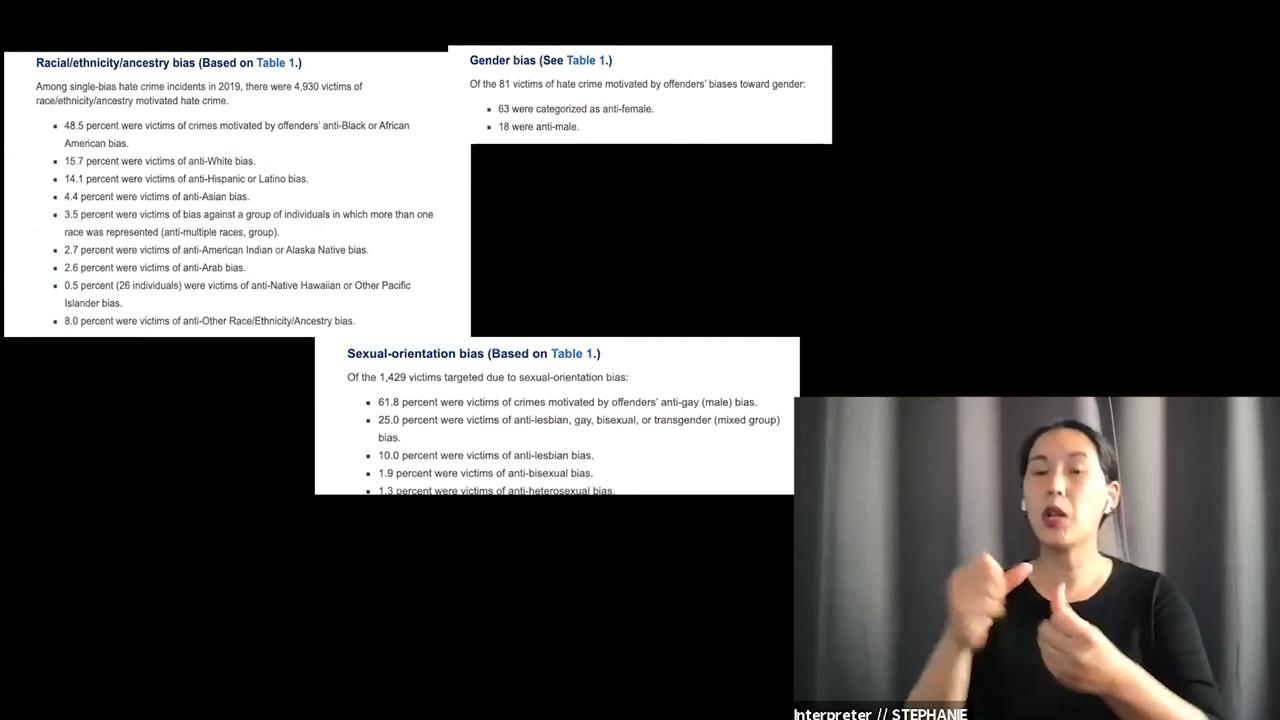 Racial/ethnicity/ancestry bias (Based on Table 1.)
Among single-bias hate crime incidents in 2019, there were 4,930 victims of
race/ethnicity/ancestry motivated hate crime.
▪ 48.5 percent were victims of crimes motivated by offenders' anti-Black or African
American bias.
▪ 15.7 percent were victims of anti-White bias.
▪ 14.1 percent were victims of anti-Hispanic or Latino bias.
▪ 4.4 percent were victims of anti-Asian bias.
▪ 3.5 percent were victims of bias against a group of individuals in which more than one
race was represented (anti-multiple races, group).
▪ 2.7 percent were victims of anti-American Indian or Alaska Native bias.
▪ 2.6 percent were victims of anti-Arab bias.
▪ 0.5 percent (26 individuals) were victims of anti-Native Hawaiian or Other Pacific
Islander bias.
▪ 8.0 percent were victims of anti-Other Race/Ethnicity/Ancestry bias.
Gender bias (See Table 1.)
Of the 81 victims of hate crime motivated by offenders' biases toward gender:
▪ 63 were categorized as anti-female.
▪ 18 were anti-male.
Sexual-orientation bias (Based on Table 1.)
Of the 1,429 victims targeted due to sexual-orientation bias:
▪ 61.8 percent were victims of crimes motivated by offenders' anti-gay (male) bias.
▪ 25.0 percent were victims of anti-lesbian, gay, bisexual, or transgender (mixed group)
bias.
▪ 10.0 percent were victims of anti-lesbian bias.
▪ 1.9 percent were victims of anti-bisexual bias.
▪ 1.3 percent were victims of anti-heterosexual bias.
Interpreter // STEPHANIE